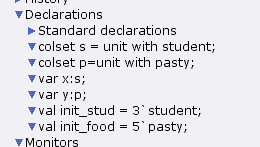 History
Declarations
Standard declarations
colset s = unit with student;
colset p=unit with pasty;
var x:s;
var y:p;
val init_stud = 3`student;
val init_food = 5`pasty;
Monitors